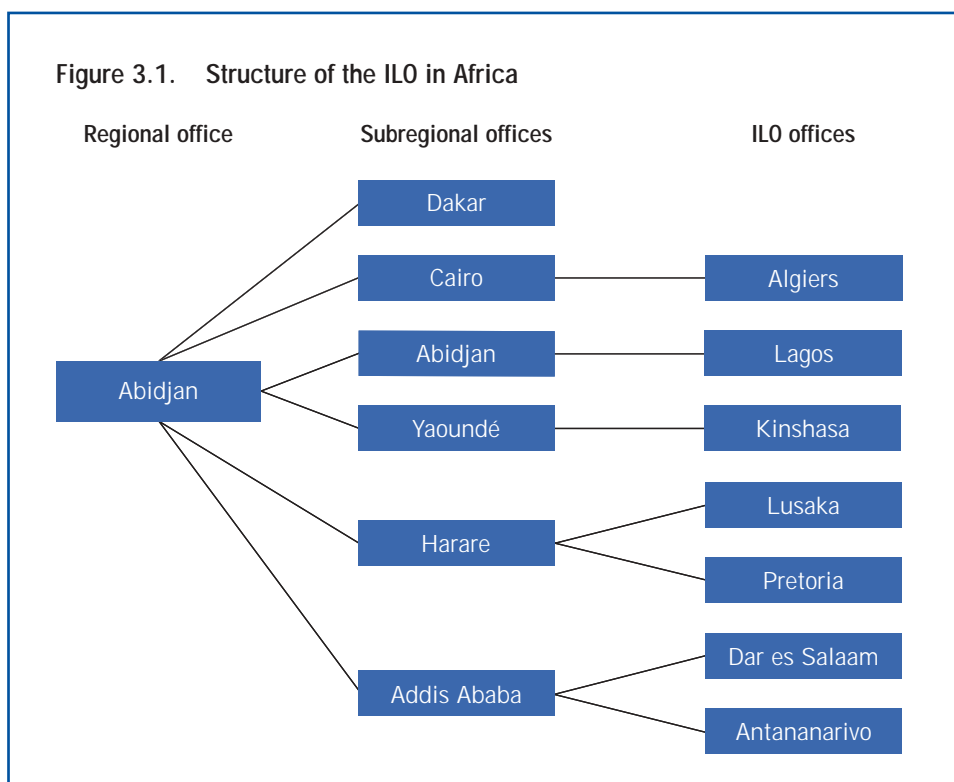 Figure 3.1. Structure of the ILO in Africa
Regional office Subregional offices ILO offices
Dakar
Cairo Algiers
Abidjan Lagos
Abidjan
Yaoundé Kinshasa
Lusaka
Harare
Pretoria
Dar es Salaam
Addis Ababa
Antananarivo